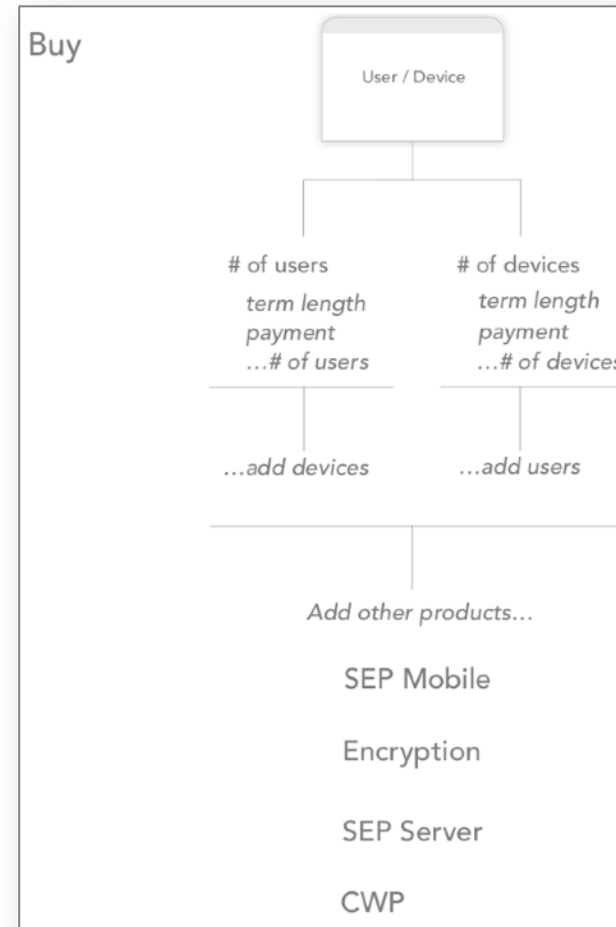 Buy
User / Device
# of users
term length
payment
...# of users
# of devices
term length
payment
...# of devices
...add devices
...add users
Add other products...
SEP Mobile
Encryption
SEP Server
CWP